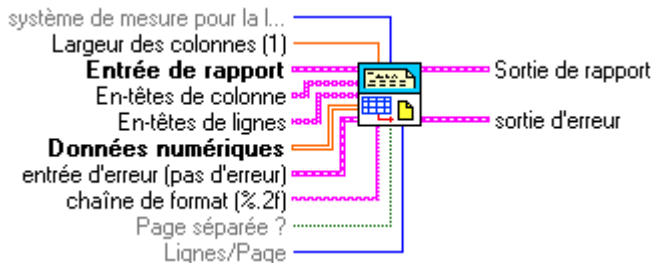 système de mesure pour la l...
Largeur des colonnes (1)
Entrée de rapport
Sortie de rapport
En-têtes de colonne
En-têtes de lignes
sortie d'erreur
Données numériques
entrée d'erreur (pas d'erreur)
chaîne de format (%.2f)
Page séparée ?
Lignes/Page